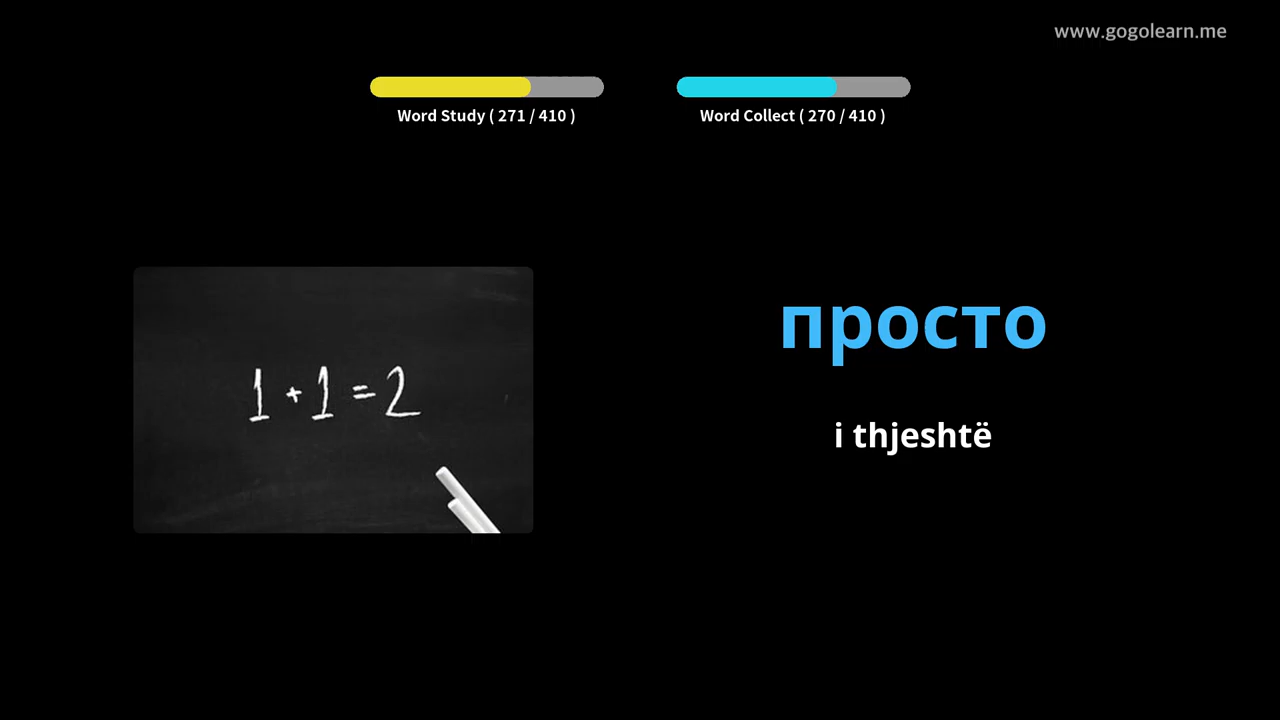 www.gogolearn.me
Word Study ( 271 / 410 )
Word Collect ( 270 / 410 )
1 + 1 = 2
просто
i thjeshtë